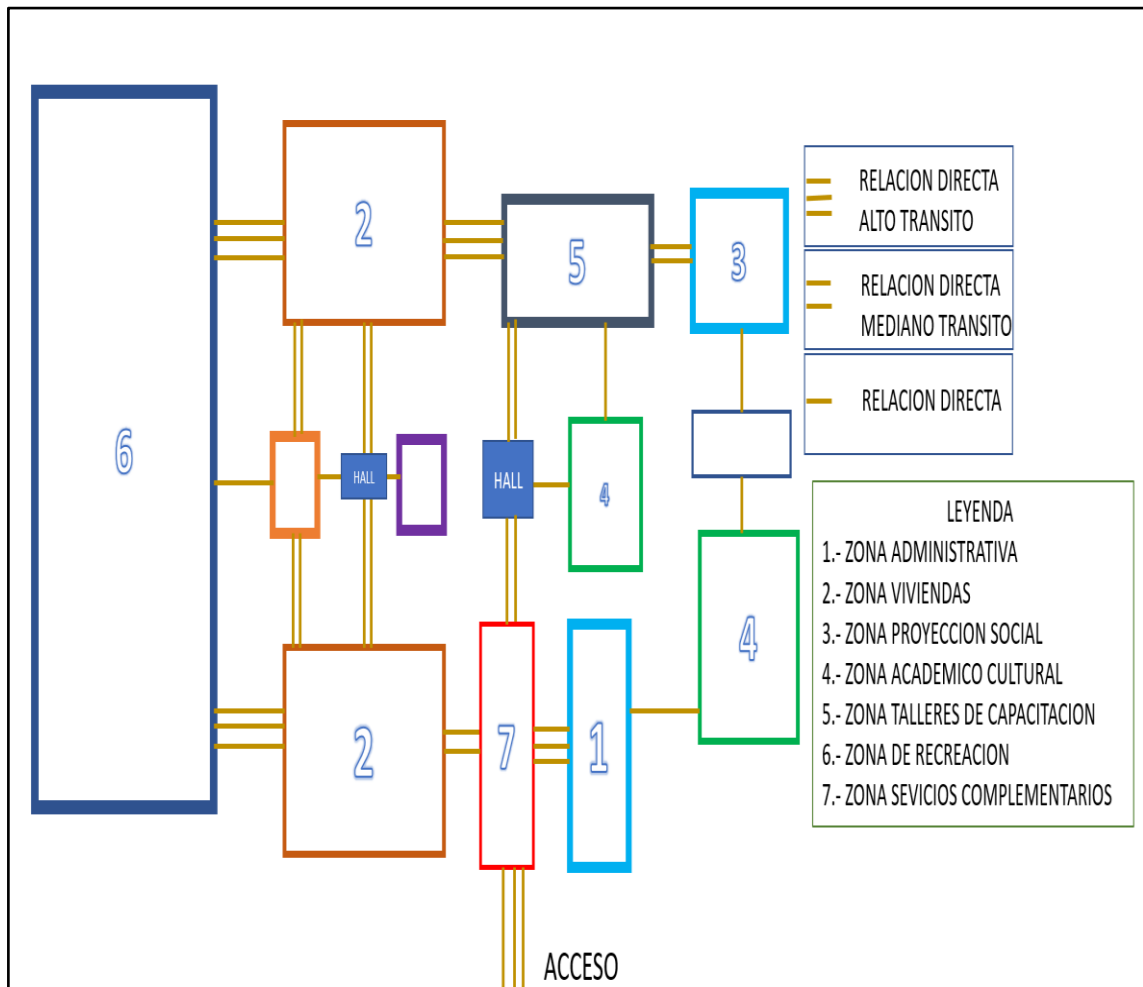 2
5
3
6
HALL
HALL
4
4
2
7
1
ACCESO
RELACION DIRECTA
ALTO TRANSITO
RELACION DIRECTA
MEDIANO TRANSITO
RELACION DIRECTA
LEYENDA
1.- ZONA ADMINISTRATIVA
2.- ZONA VIVIENDAS
3.- ZONA PROYECCION SOCIAL
4.- ZONA ACADEMICO CULTURAL
5.- ZONA TALLERES DE CAPACITACION
6.- ZONA DE RECREACION
7.- ZONA SEVICIOS COMPLEMENTARIOS